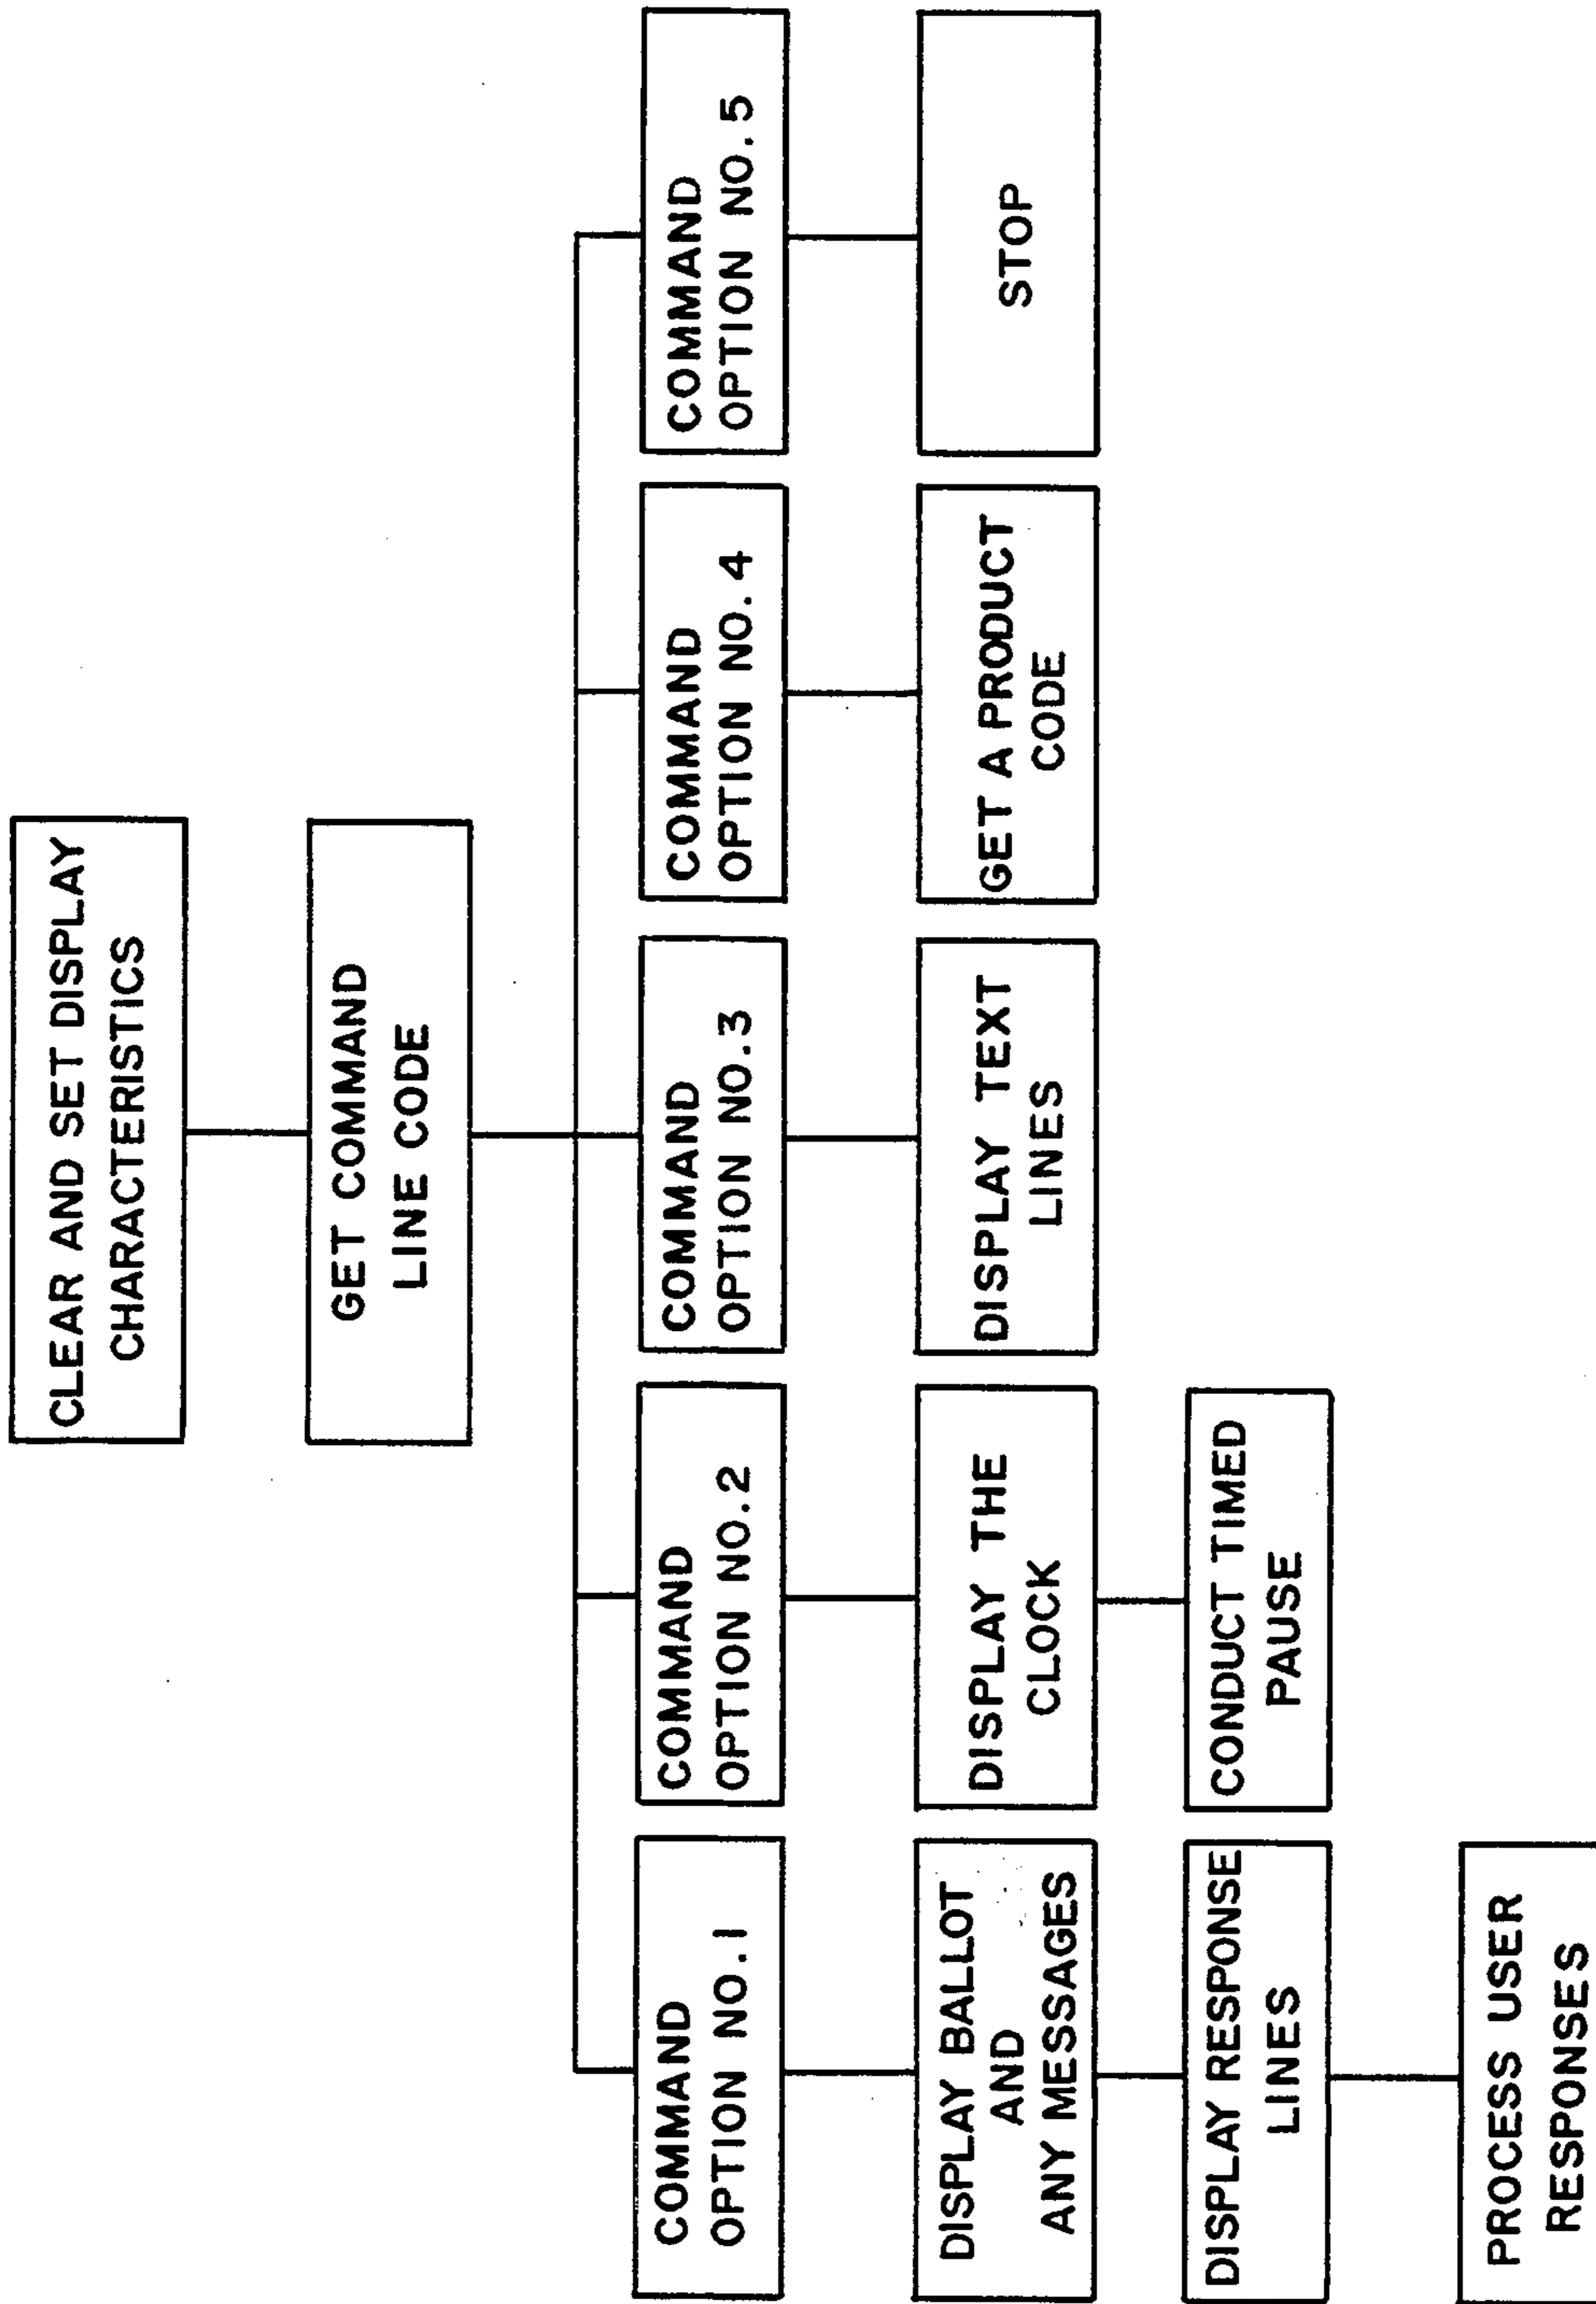 CLEAR AND SET DISPLAY
CHARACTERISTICS
GET COMMAND
LINE CODE
COMMAND
OPTION NO.1
COMMAND
OPTION NO.2
COMMAND
OPTION NO.3
COMMAND
OPTION NO.4
COMMAND
OPTION NO.5
DISPLAY BALLOT
AND
ANY MESSAGES
DISPLAY THE
CLOCK
DISPLAY TEXT
LINES
GET A PRODUCT
CODE
STOP
DISPLAY RESPONSE
LINES
CONDUCT TIMED
PAUSE
PROCESS USER
RESPONSES